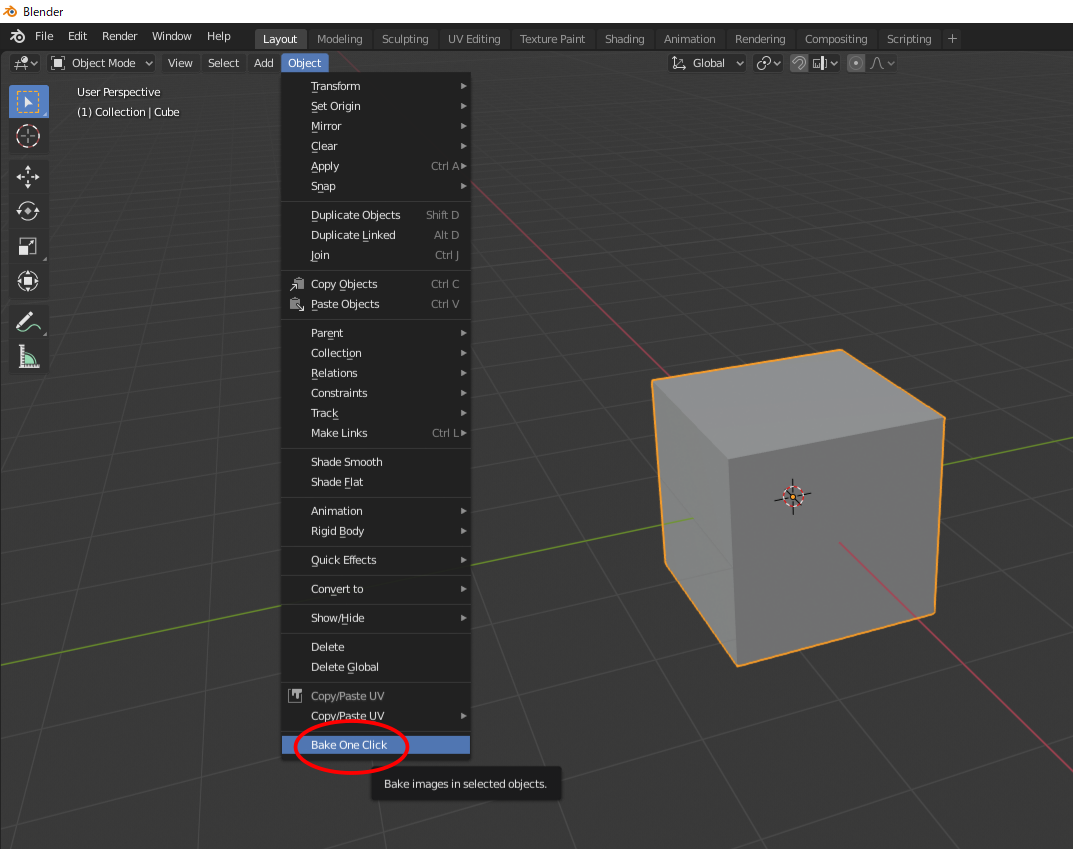 Blender
File Edit Render Window Help Layout Modeling Sculpting UV Editing Texture Paint Shading Animation Rendering Compositing Scripting +
Object Mode View Select Add Object Global
User Perspective
(1) Collection | Cube
Transform
Set Origin
Mirror
Clear
Apply Ctrl A
Snap
Duplicate Objects Shift D
Duplicate Linked Alt D
Join Ctrl J
Copy Objects Ctrl C
Paste Objects Ctrl V
Parent
Collection
Relations
Constraints
Track
Make Links Ctrl L
Shade Smooth
Shade Flat
Animation
Rigid Body
Quick Effects
Convert to
Show/Hide
Delete
Delete Global
Copy/Paste UV
Copy/Paste UV
Bake One Click
Bake images in selected objects.